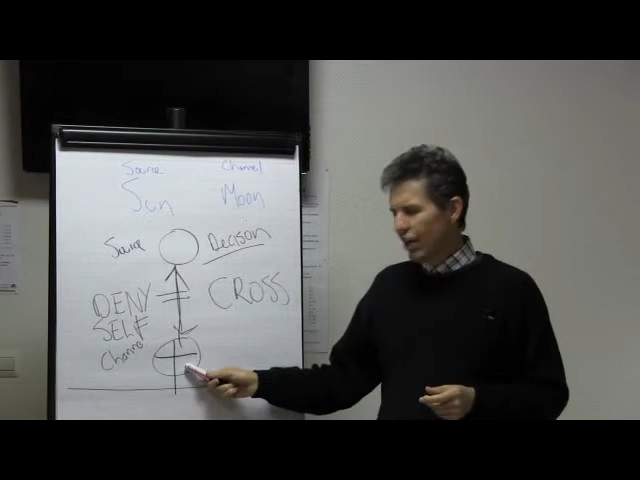 Source Channel
Sun Moon
Source Decision
DENY CROSS
SELF
Channel